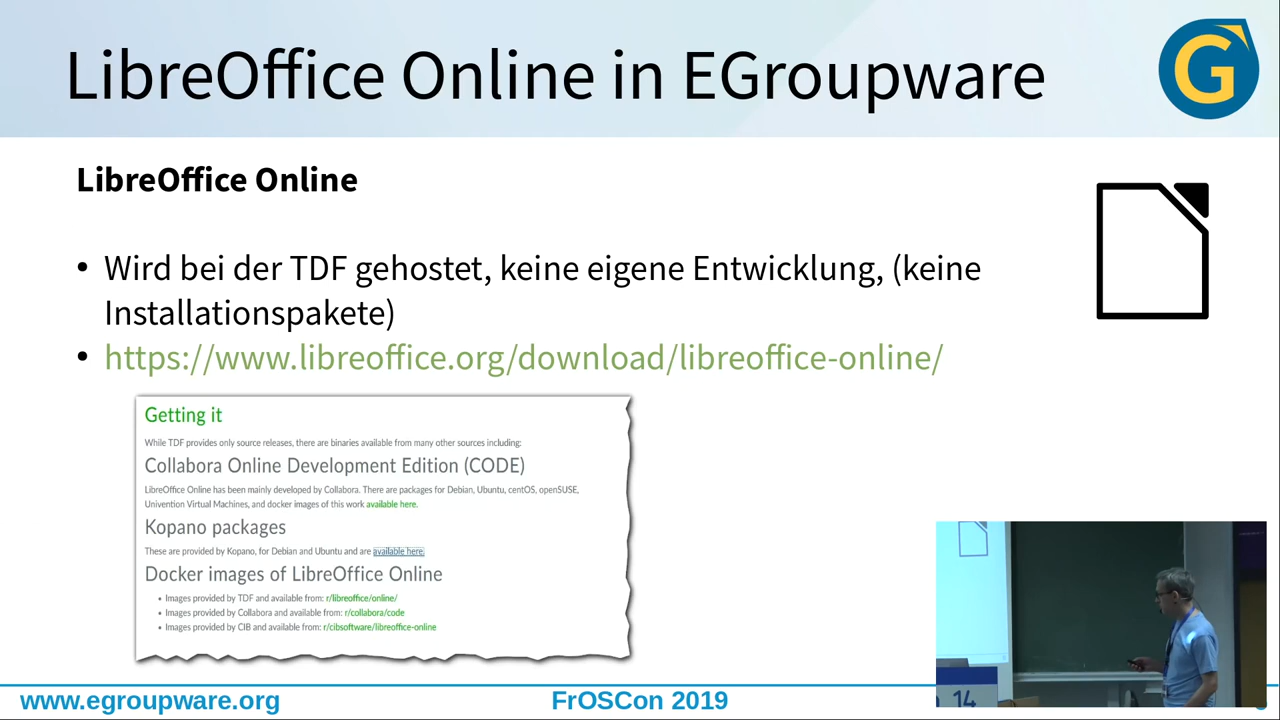 LibreOffice Online in EGroupware
G
LibreOffice Online
• Wird bei der TDF gehostet, keine eigene Entwicklung, (keine
Installationspakete)
• https://www.libreoffice.org/download/libreoffice-online/
Getting it
While TDF provides only source releases, there are binaries available from many other sources including:
Collabora Online Development Edition (CODE)
LibreOffice Online has been mainly developed by Collabora. There are packages for Debian, Ubuntu, centOS, openSUSE,
Univention Virtual Machines, and docker images of this work available here.
Kopano packages
These are provided by Kopano, for Debian and Ubuntu and are available here.
Docker images of LibreOffice Online
• Images provided by TDF and available from: r/libreoffice/online/
• Images provided by Collabora and available from: r/collabora/code
• Images provided by CIB and available from: r/cibsoftware/libreoffice-online
14
www.egroupware.org
FrOSCon 2019